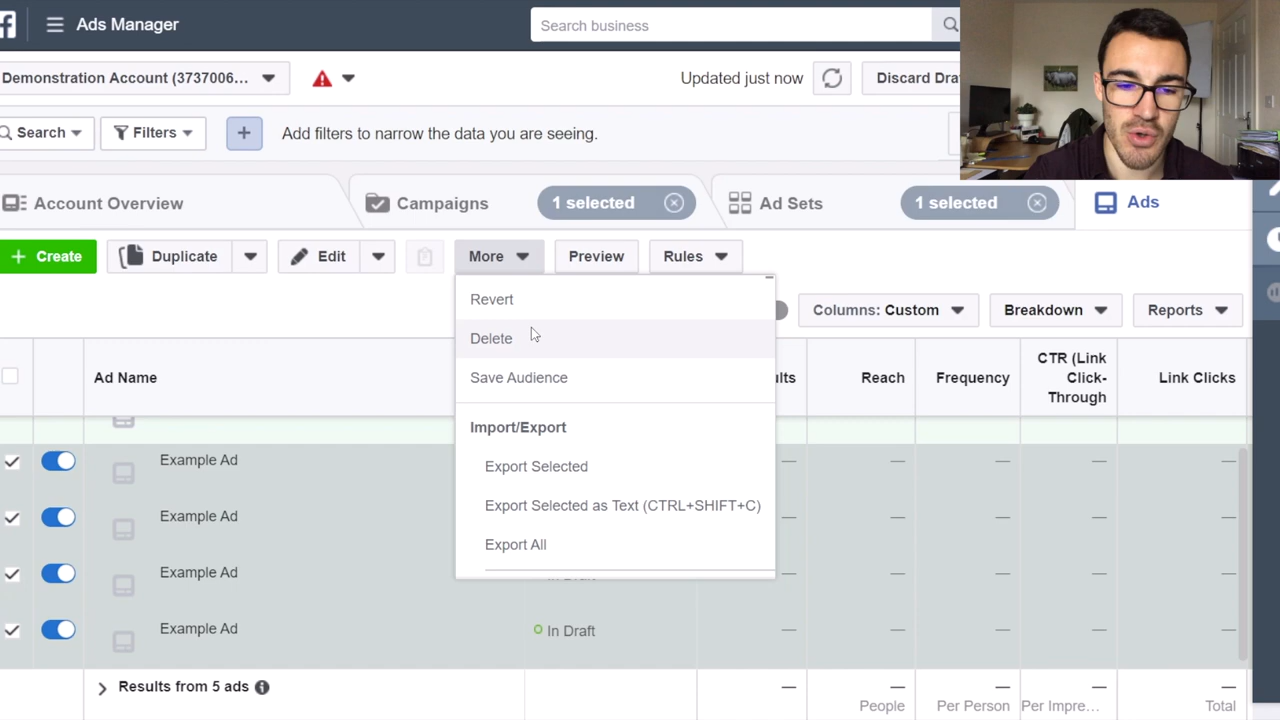 Ads Manager
Search business
Demonstration Account (3737006...
Updated just now
Discard Dra
Search
Filters
+
Add filters to narrow the data you are seeing.
Account Overview
Campaigns
1 selected
Ad Sets
1 selected
Ads
+ Create
Duplicate
Edit
More
Preview
Rules
Revert
Delete
Save Audience
Import/Export
Export Selected
Export Selected as Text (CTRL+SHIFT+C)
Export All
Columns: Custom
Breakdown
Reports
Ad Name
ults
Reach
Frequency
CTR (Link
Click-
Through
Link Clicks
Example Ad
— — — — —
Example Ad
— — — — —
Example Ad
— — — — —
Example Ad
In Draft
— — — — —
Results from 5 ads
— — — — —
People
Per Person
Per Impre...
Total